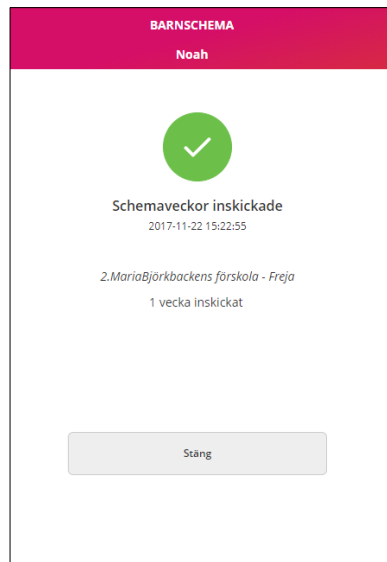 BARNSCHEMA
Noah
Schemaveckor inskickade
2017-11-22 15:22:55
2.MariaBjörkbackens förskola - Freja
1 vecka inskickat
Stäng